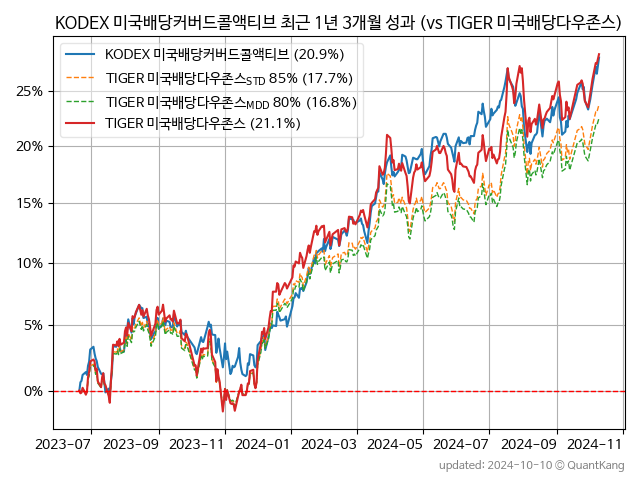 KODEX 미국배당커버드콜액티브 최근 1년 3개월 성과 (vs TIGER 미국배당다우존스)
KODEX 미국배당커버드콜액티브 (20.9%)
TIGER 미국배당다우존스STD 85% (17.7%)
TIGER 미국배당다우존스MDD 80% (16.8%)
TIGER 미국배당다우존스 (21.1%)
25%
20%
15%
10%
5%
0%
2023-07 2023-09 2023-11 2024-01 2024-03 2024-05 2024-07 2024-09 2024-11
updated: 2024-10-10 © QuantKang